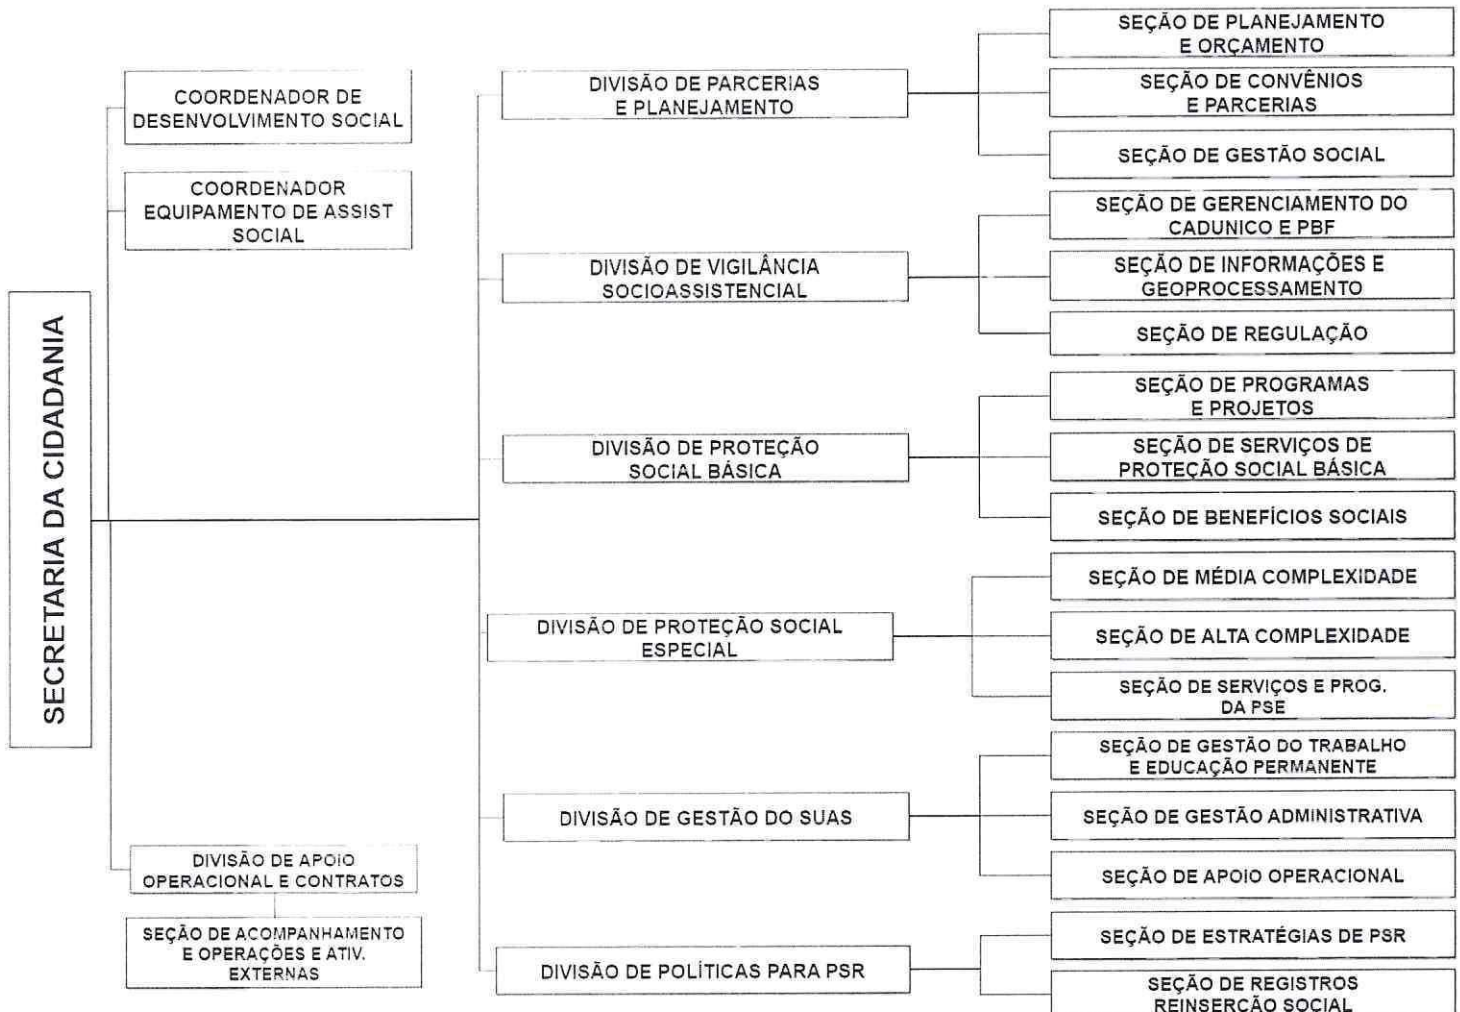 SECRETARIA DA CIDADANIA
COORDENADOR DE
DESENVOLVIMENTO SOCIAL
COORDENADOR
EQUIPAMENTO DE ASSIST
SOCIAL
DIVISÃO DE APOIO
OPERACIONAL E CONTRATOS
SEÇÃO DE ACOMPANHAMENTO
E OPERAÇÕES E ATIV.
EXTERNAS
DIVISÃO DE PARCERIAS
E PLANEJAMENTO
SEÇÃO DE PLANEJAMENTO
E ORÇAMENTO
SEÇÃO DE CONVÊNIOS
E PARCERIAS
SEÇÃO DE GESTÃO SOCIAL
DIVISÃO DE VIGILÂNCIA
SOCIOASSISTENCIAL
SEÇÃO DE GERENCIAMENTO DO
CADUNICO E PBF
SEÇÃO DE INFORMAÇÕES E
GEOPROCESSAMENTO
SEÇÃO DE REGULAÇÃO
DIVISÃO DE PROTEÇÃO
SOCIAL BÁSICA
SEÇÃO DE PROGRAMAS
E PROJETOS
SEÇÃO DE SERVIÇOS DE
PROTEÇÃO SOCIAL BÁSICA
SEÇÃO DE BENEFÍCIOS SOCIAIS
DIVISÃO DE PROTEÇÃO SOCIAL
ESPECIAL
SEÇÃO DE MÉDIA COMPLEXIDADE
SEÇÃO DE ALTA COMPLEXIDADE
SEÇÃO DE SERVIÇOS E PROG.
DA PSE
DIVISÃO DE GESTÃO DO SUAS
SEÇÃO DE GESTÃO DO TRABALHO
E EDUCAÇÃO PERMANENTE
SEÇÃO DE GESTÃO ADMINISTRATIVA
SEÇÃO DE APOIO OPERACIONAL
DIVISÃO DE POLÍTICAS PARA PSR
SEÇÃO DE ESTRATÉGIAS DE PSR
SEÇÃO DE REGISTROS
REINSERÇÃO SOCIAL